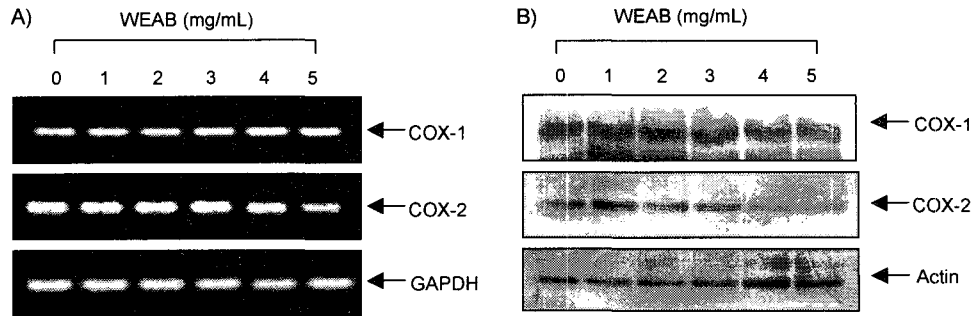 A)
WEAB (mg/mL)
0 1 2 3 4 5
COX-1
COX-2
GAPDH
B)
WEAB (mg/mL)
0 1 2 3 4 5
COX-1
COX-2
Actin